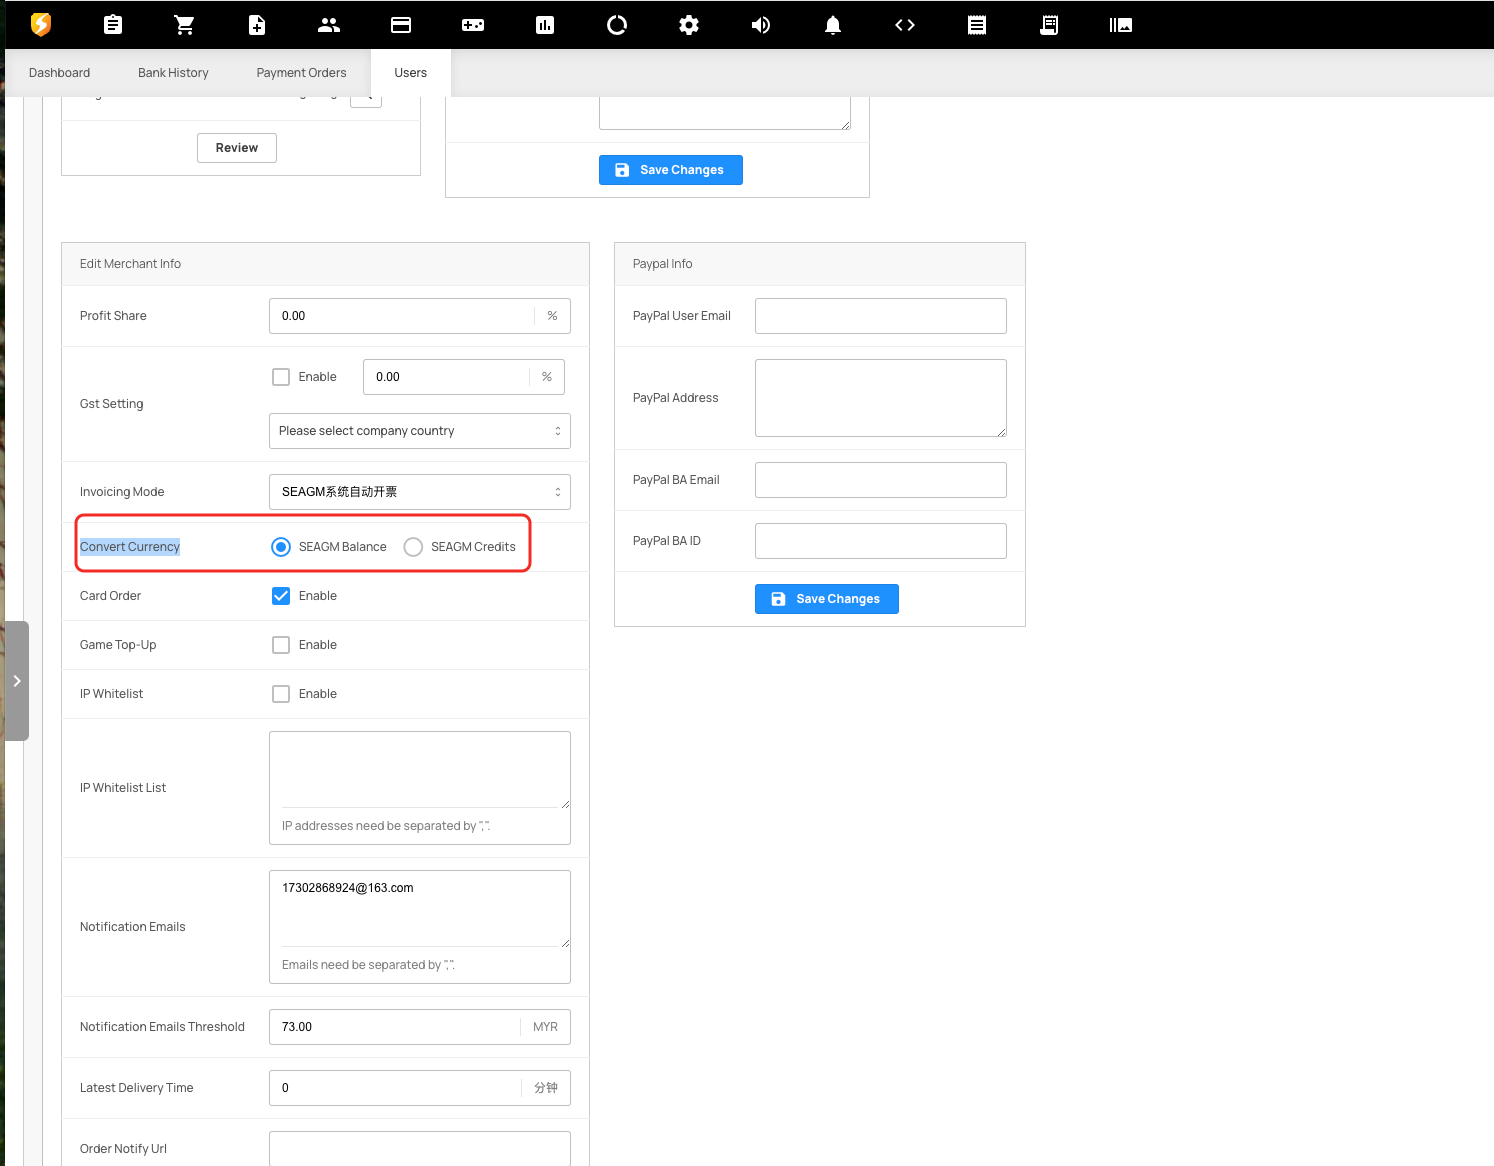 Dashboard
Bank History
Payment Orders
Users
Review
Save Changes
Edit Merchant Info
Profit Share
0.00
%
Gst Setting
Enable
0.00
%
Please select company country
Invoicing Mode
SEAGM系统自动开票
Convert Currency
SEAGM Balance
SEAGM Credits
Card Order
Enable
Game Top-Up
Enable
IP Whitelist
Enable
IP Whitelist List
IP addresses need be separated by ",".
Notification Emails
17302868924@163.com
Emails need be separated by ",".
Notification Emails Threshold
73.00
MYR
Latest Delivery Time
0
分钟
Order Notify Url
Paypal Info
PayPal User Email
PayPal Address
PayPal BA Email
PayPal BA ID
Save Changes